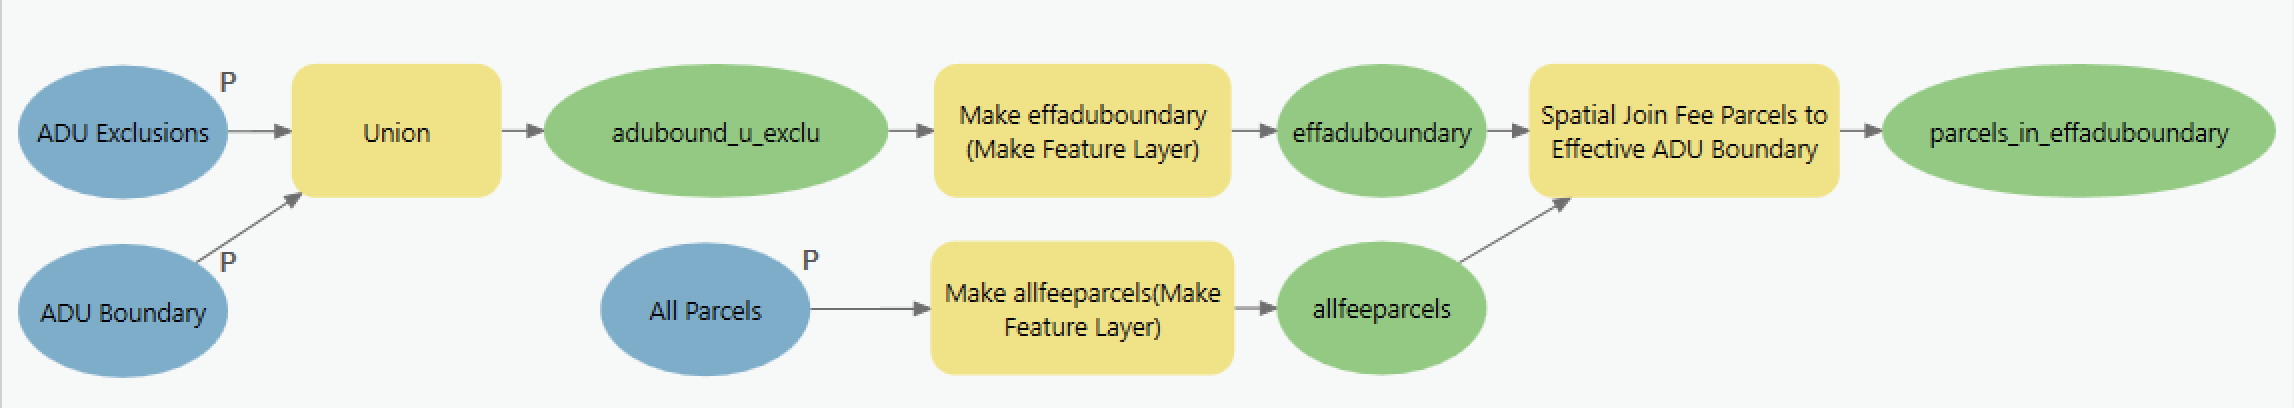 P
ADU Exclusions
Union
adubound_u_exclu
Make effaduboundary
(Make Feature Layer)
effaduboundary
Spatial Join Fee Parcels to
Effective ADU Boundary
parcels_in_effaduboundary
P
ADU Boundary
P
All Parcels
Make allfeeparcels(Make
Feature Layer)
allfeeparcels